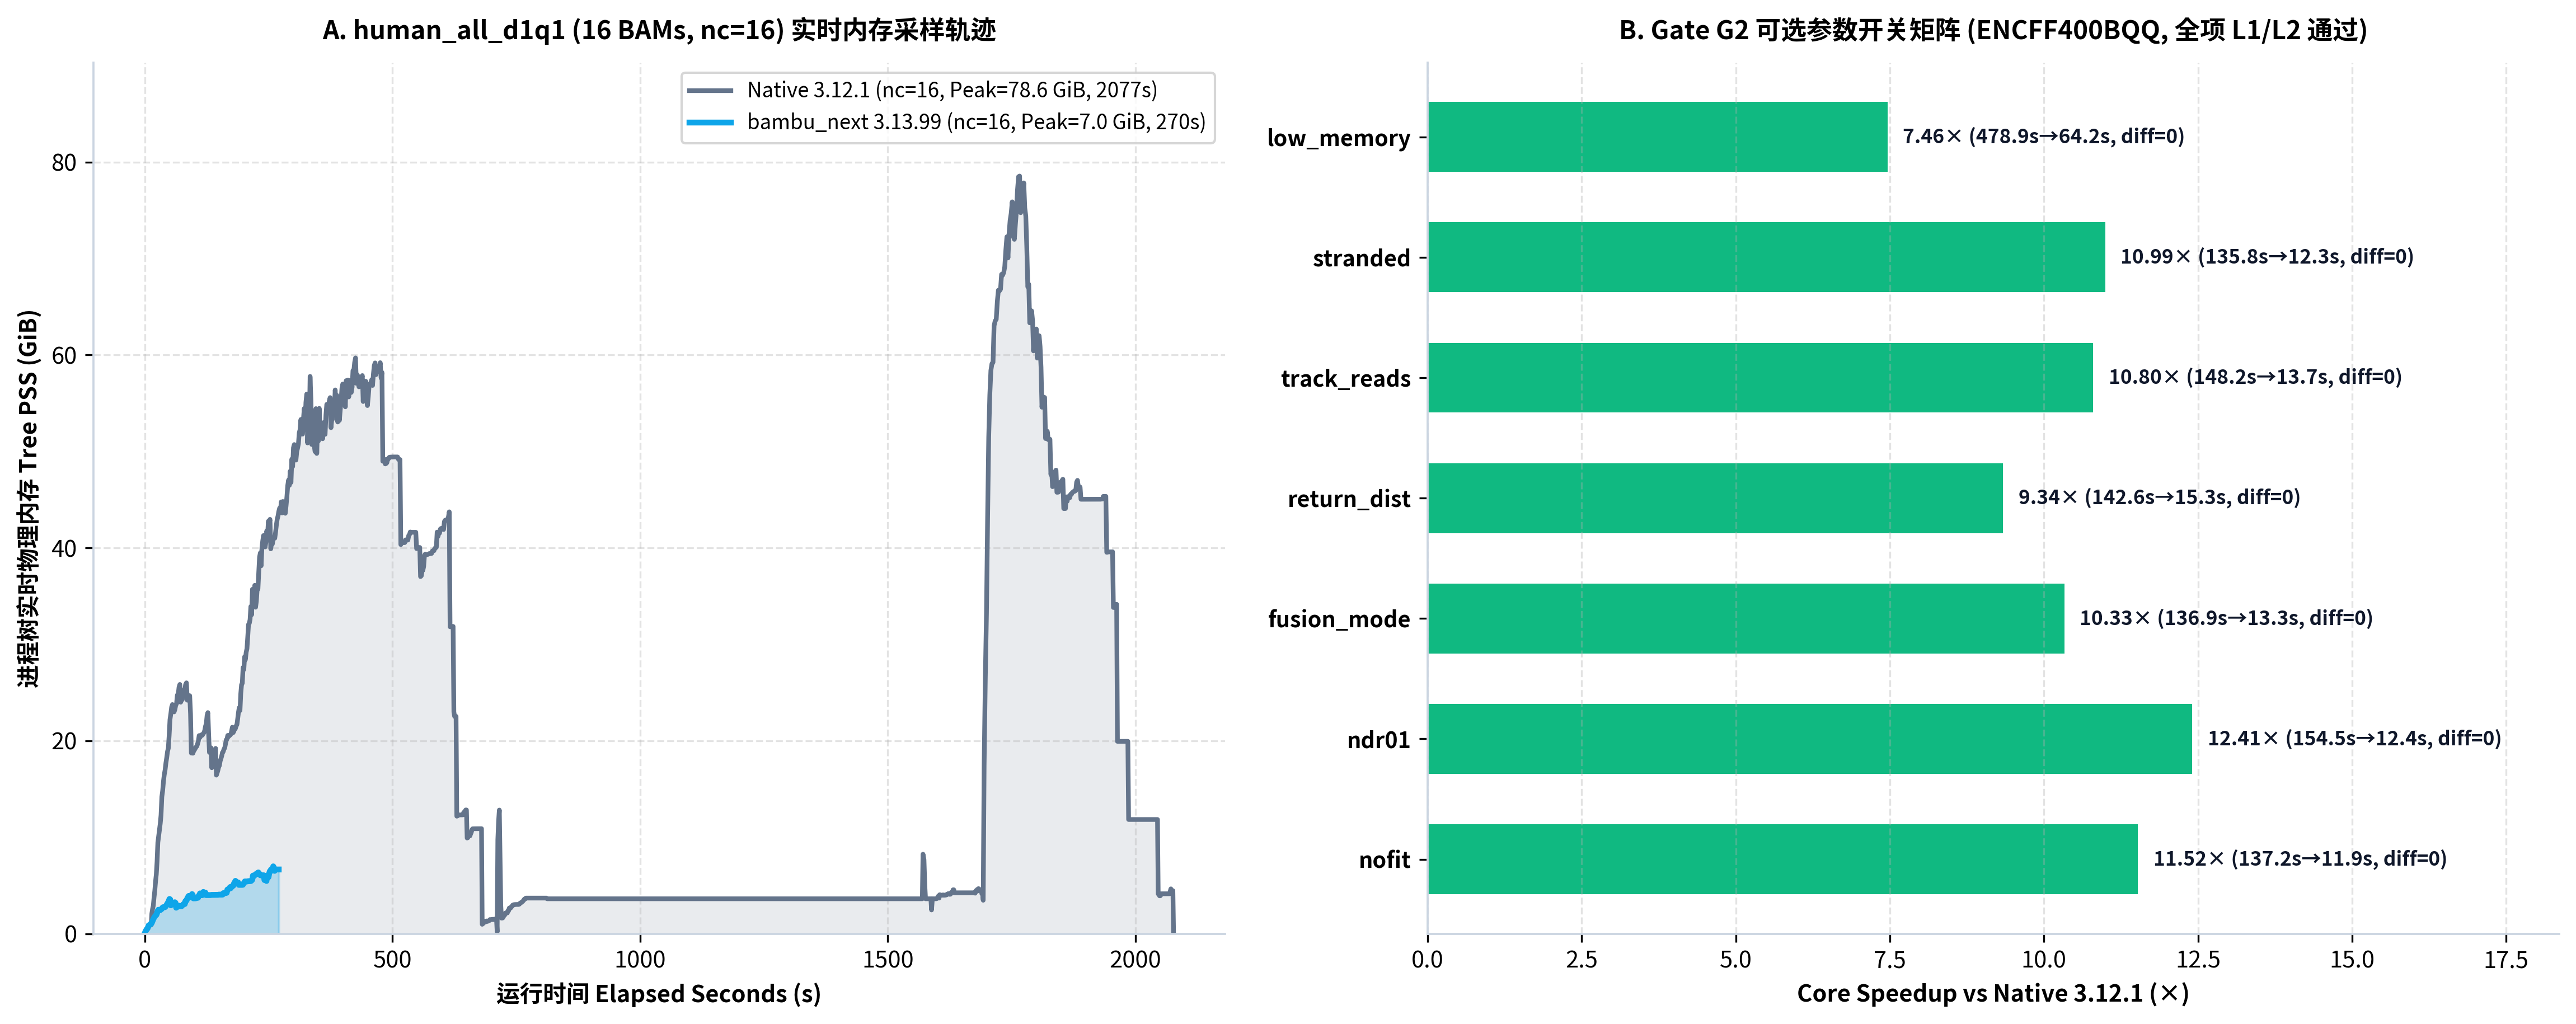 A. human_all_d1q1 (16 BAMs, nc=16) 实时内存采样轨迹
Native 3.12.1 (nc=16, Peak=78.6 GiB, 2077s)
bambu_next 3.13.99 (nc=16, Peak=7.0 GiB, 270s)
进程树实时物理内存 Tree PSS (GiB)
80
60
40
20
0
0
500
1000
1500
2000
运行时间 Elapsed Seconds (s)
B. Gate G2 可选参数开关矩阵 (ENCFF400BQQ, 全项 L1/L2 通过)
low_memory
7.46× (478.9s→64.2s, diff=0)
stranded
10.99× (135.8s→12.3s, diff=0)
track_reads
10.80× (148.2s→13.7s, diff=0)
return_dist
9.34× (142.6s→15.3s, diff=0)
fusion_mode
10.33× (136.9s→13.3s, diff=0)
ndr01
12.41× (154.5s→12.4s, diff=0)
nofit
11.52× (137.2s→11.9s, diff=0)
0.0
2.5
5.0
7.5
10.0
12.5
15.0
17.5
Core Speedup vs Native 3.12.1 (×)